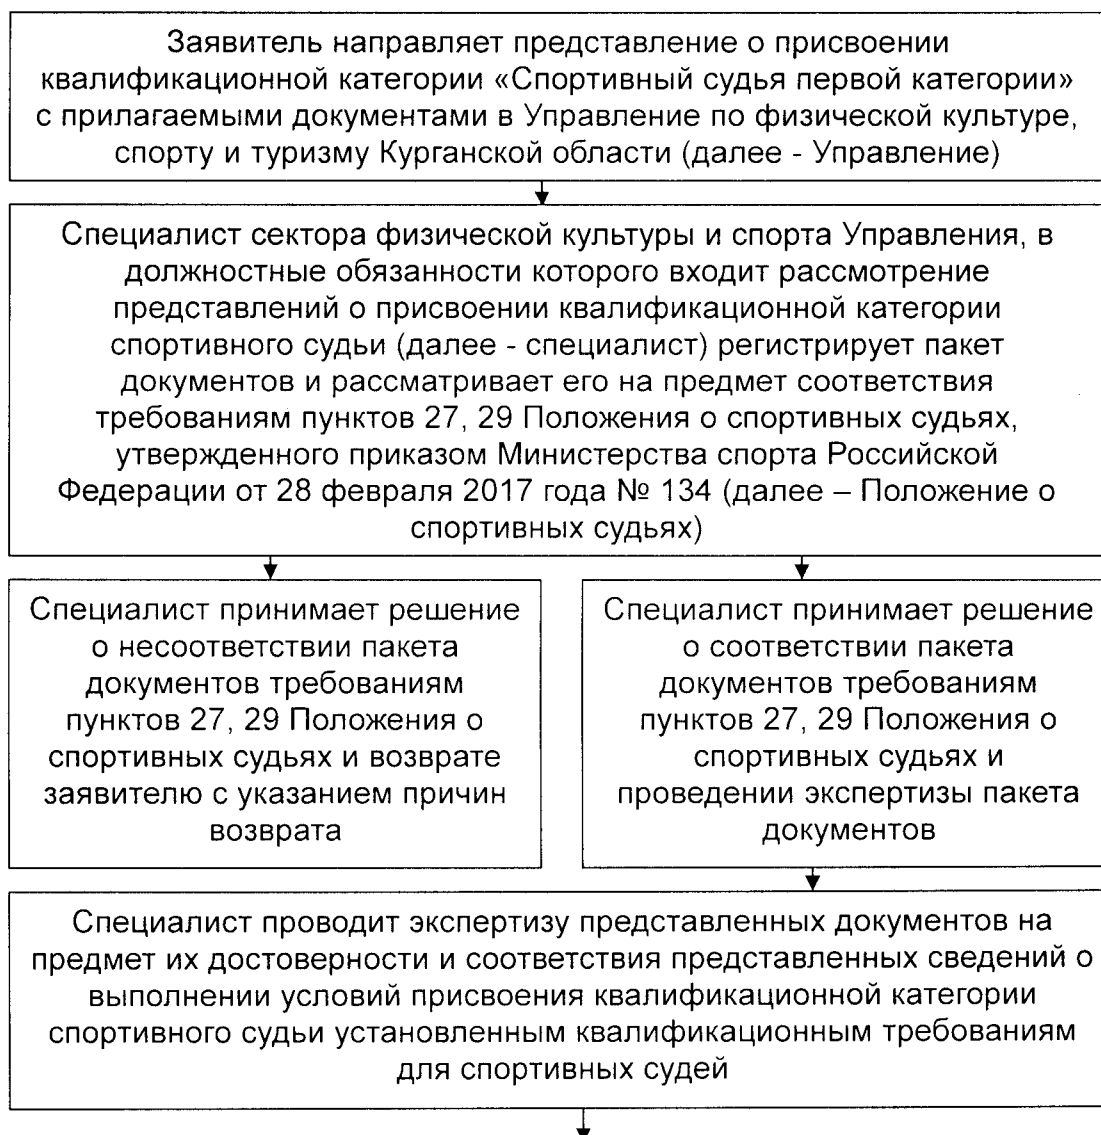 Заявитель направляет представление о присвоении
квалификационной категории «Спортивный судья первой категории»
с прилагаемыми документами в Управление по физической культуре,
спорту и туризму Курганской области (далее - Управление)
Специалист сектора физической культуры и спорта Управления, в
должностные обязанности которого входит рассмотрение
представлений о присвоении квалификационной категории
спортивного судьи (далее - специалист) регистрирует пакет
документов и рассматривает его на предмет соответствия
требованиям пунктов 27, 29 Положения о спортивных судьях,
утвержденного приказом Министерства спорта Российской
Федерации от 28 февраля 2017 года № 134 (далее – Положение о
спортивных судьях)
Специалист принимает решение
о несоответствии пакета
документов требованиям
пунктов 27, 29 Положения о
спортивных судьях и возврате
заявителю с указанием причин
возврата
Специалист принимает решение
о соответствии пакета
документов требованиям
пунктов 27, 29 Положения о
спортивных судьях и
проведении экспертизы пакета
документов
Специалист проводит экспертизу представленных документов на
предмет их достоверности и соответствия представленных сведений о
выполнении условий присвоения квалификационной категории
спортивного судьи установленным квалификационным требованиям
для спортивных судей